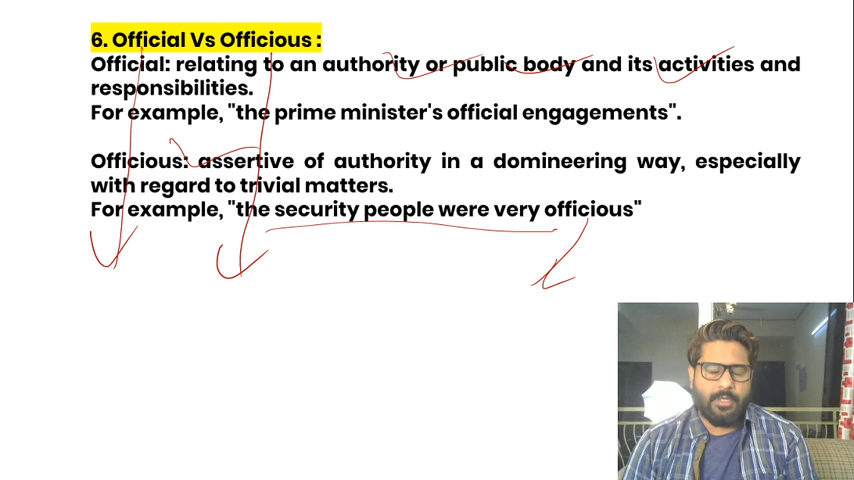 6. Official Vs Officious :
Official: relating to an authority or public body and its activities and
responsibilities.
For example, "the prime minister's official engagements".
Officious: assertive of authority in a domineering way, especially
with regard to trivial matters.
For example, "the security people were very officious"